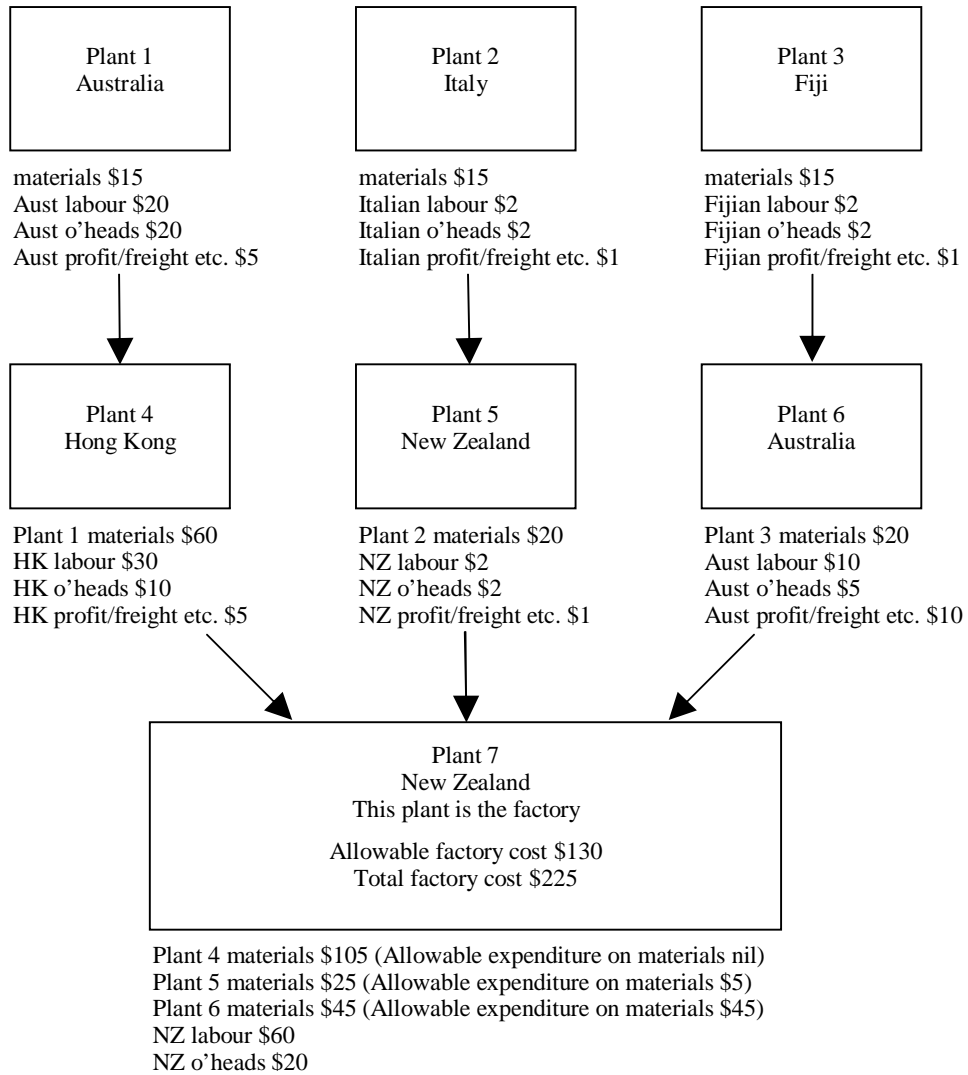 Plant 1
Australia
Plant 2
Italy
Plant 3
Fiji
materials $15
Aust labour $20
Aust o'heads $20
Aust profit/freight etc. $5
materials $15
Italian labour $2
Italian o'heads $2
Italian profit/freight etc. $1
materials $15
Fijian labour $2
Fijian o'heads $2
Fijian profit/freight etc. $1
Plant 4
Hong Kong
Plant 5
New Zealand
Plant 6
Australia
Plant 1 materials $60
HK labour $30
HK o'heads $10
HK profit/freight etc. $5
Plant 2 materials $20
NZ labour $2
NZ o'heads $2
NZ profit/freight etc. $1
Plant 3 materials $20
Aust labour $10
Aust o'heads $5
Aust profit/freight etc. $10
Plant 7
New Zealand
This plant is the factory
Allowable factory cost $130
Total factory cost $225
Plant 4 materials $105 (Allowable expenditure on materials nil)
Plant 5 materials $25 (Allowable expenditure on materials $5)
Plant 6 materials $45 (Allowable expenditure on materials $45)
NZ labour $60
NZ o'heads $20